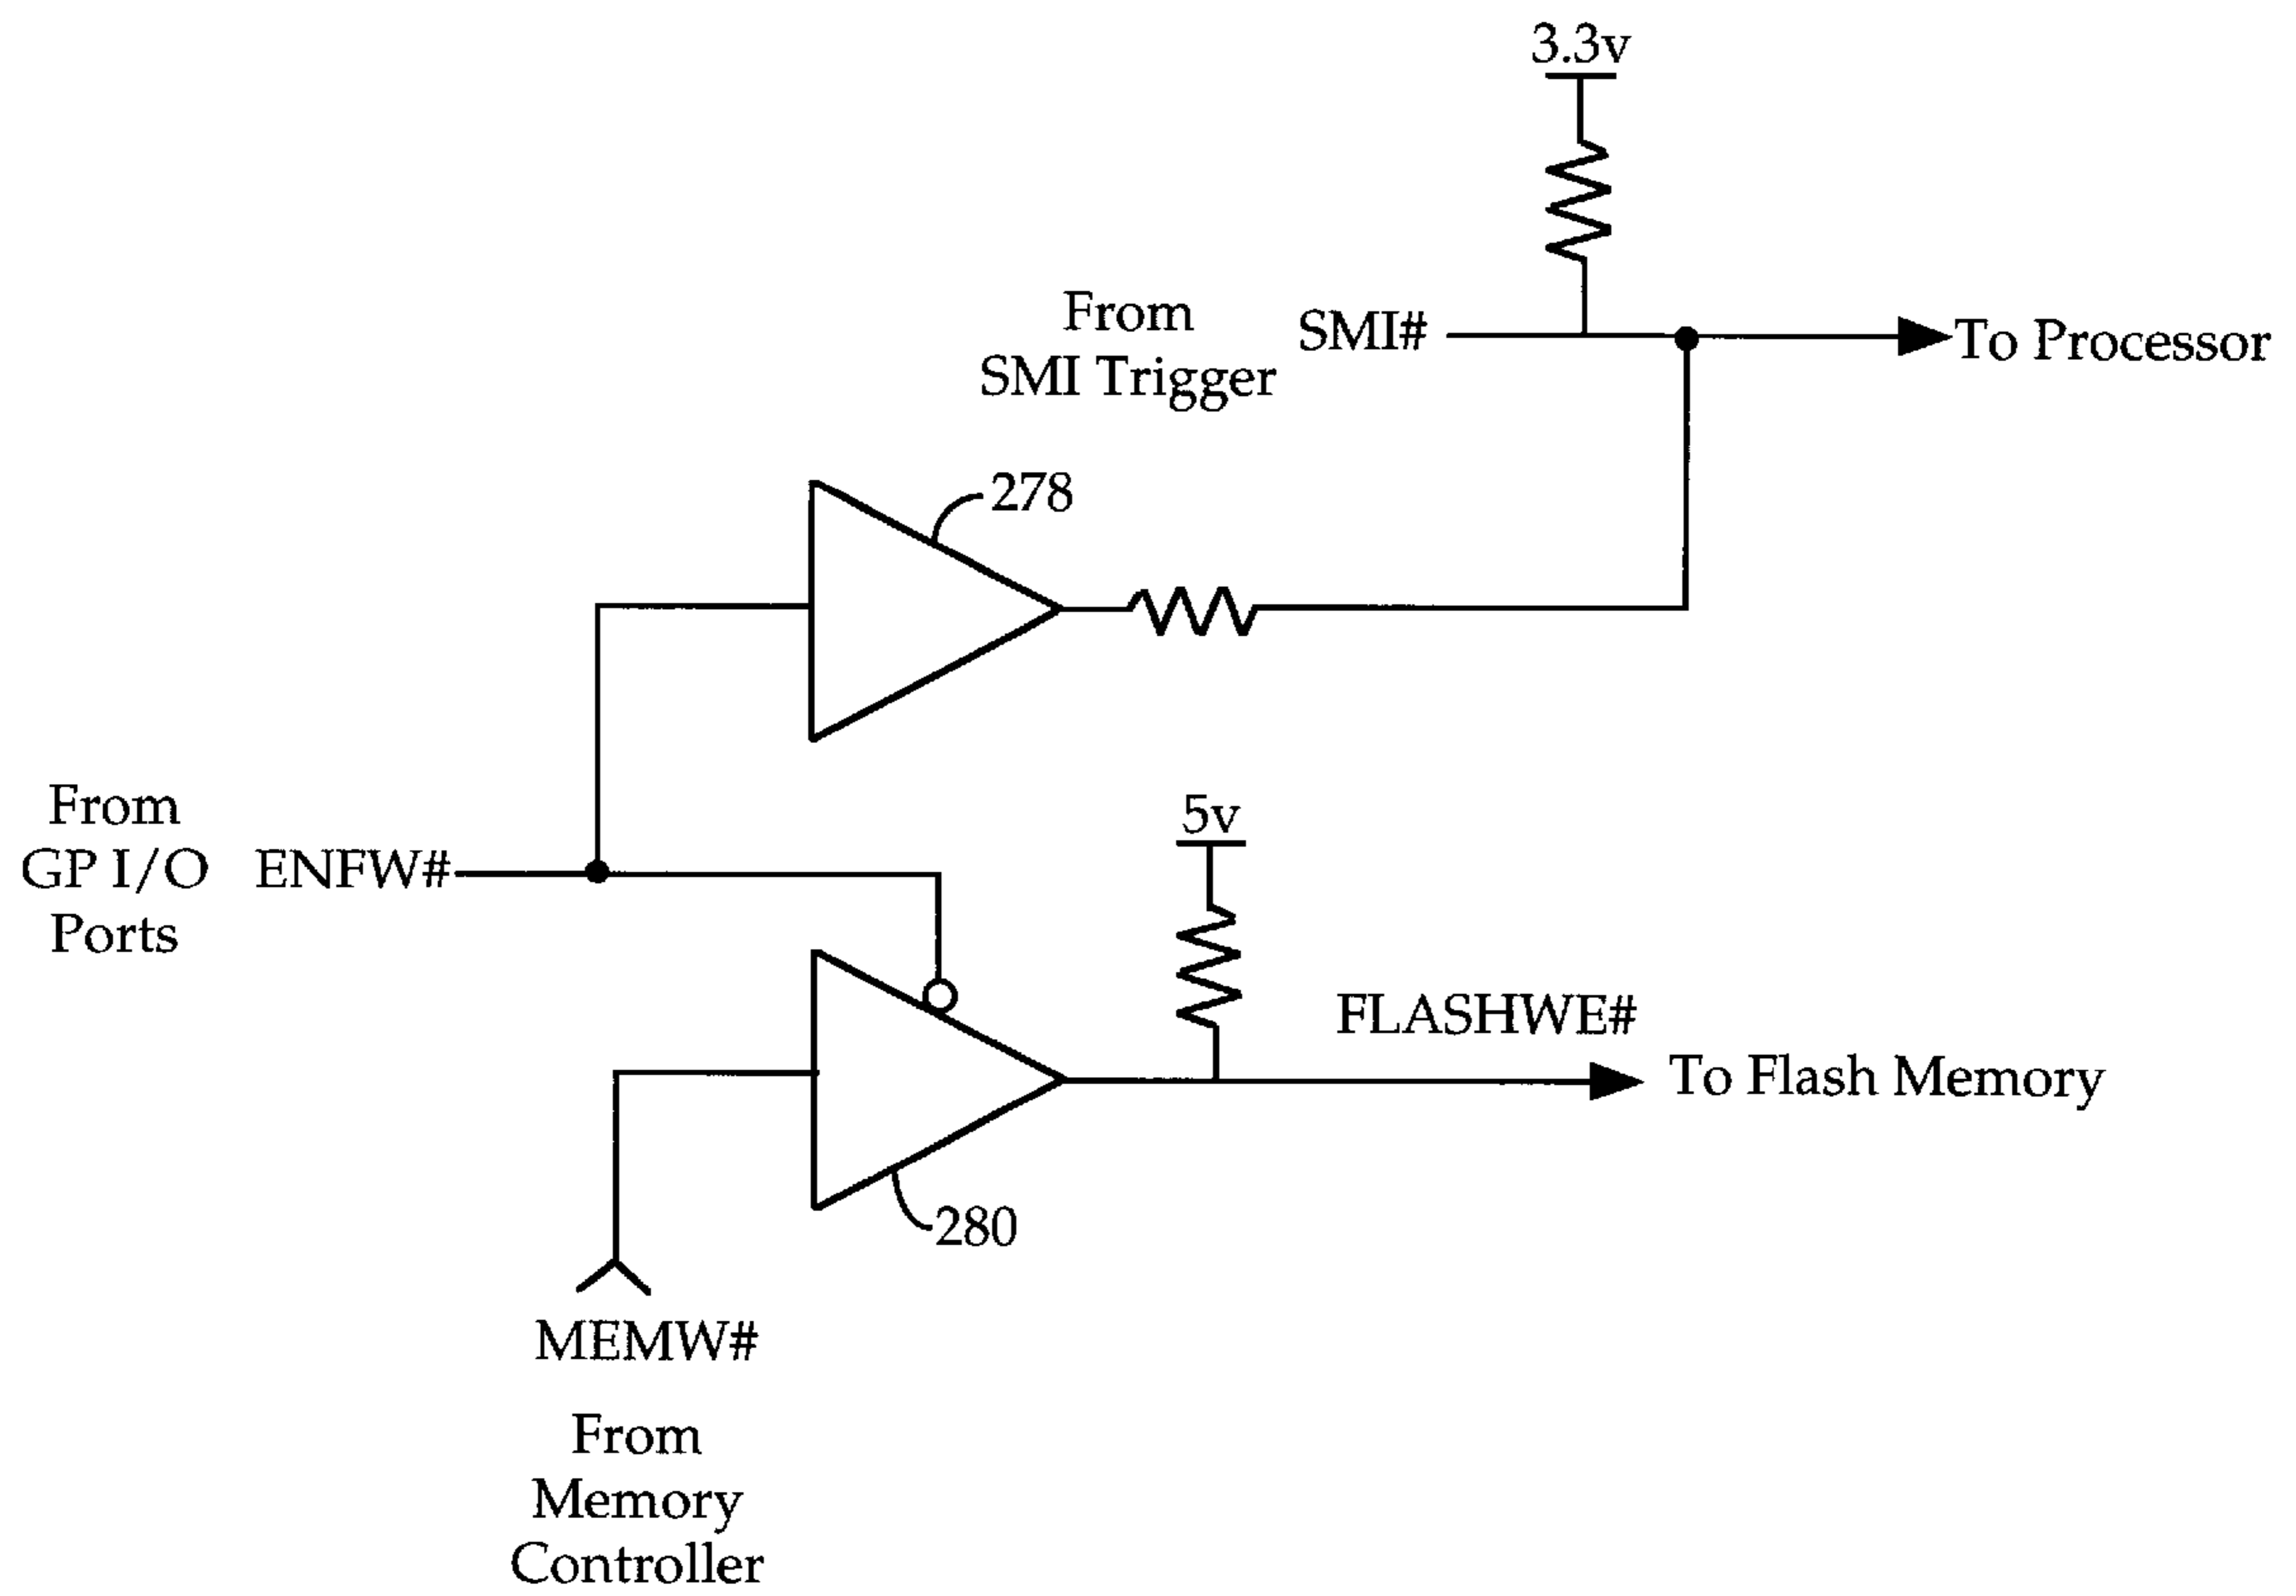 3.3v
From
SMI Trigger
SMI#
To Processor
278
From
GP I/O
Ports
ENFW#
5v
FLASHWE#
To Flash Memory
280
MEMW#
From
Memory
Controller